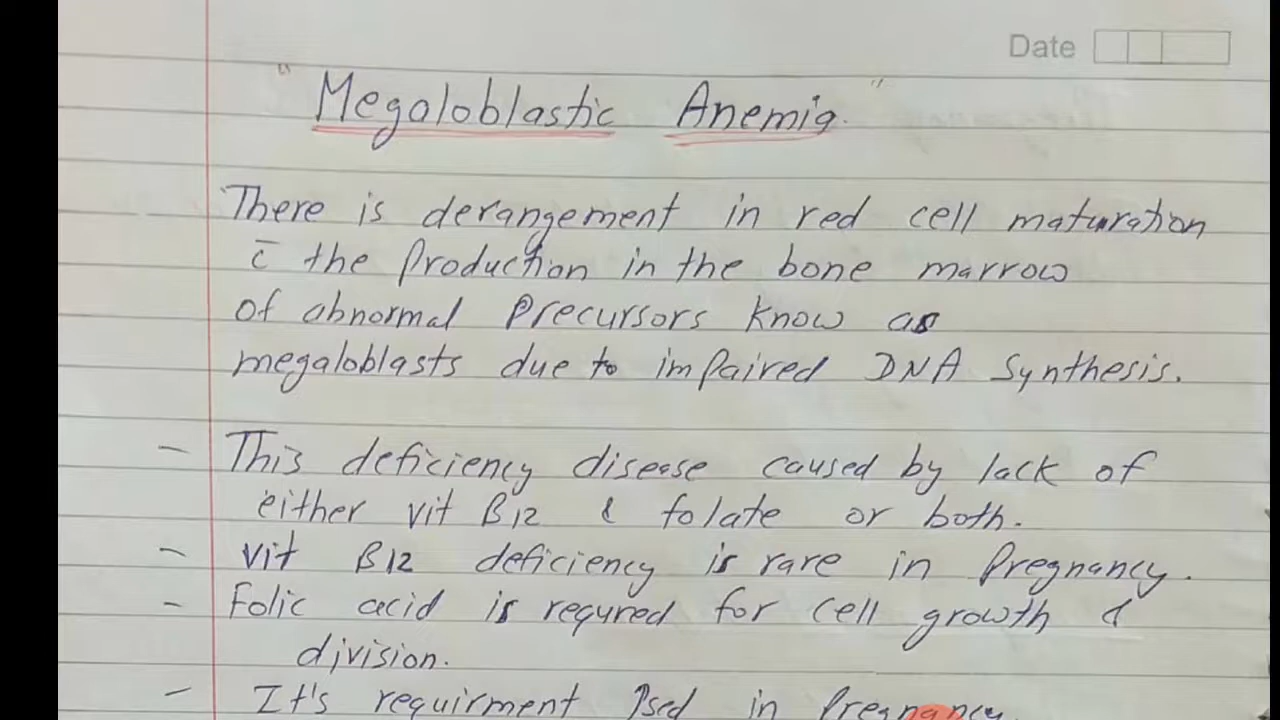 Date
"Megaloblastic Anemia."
There is derangement in red cell maturation
c̄ the production in the bone marrow
of abnormal precursors know as
megaloblasts due to impaired DNA synthesis.
- This deficiency disease caused by lack of
either vit B12 & folate or both.
- Vit B12 deficiency is rare in pregnancy.
- Folic acid is requred for cell growth &
division.
- It's requirment ↑sed in pregnancy.